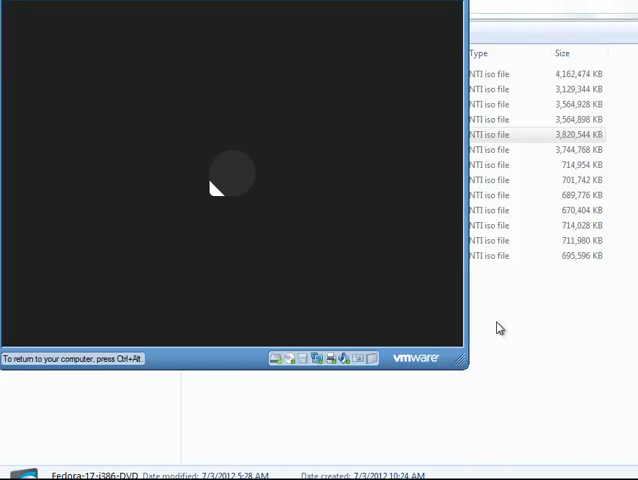 Type Size
NTI iso file 4,162,474 KB
NTI iso file 3,129,344 KB
NTI iso file 3,564,928 KB
NTI iso file 3,564,898 KB
NTI iso file 3,820,544 KB
NTI iso file 3,744,768 KB
NTI iso file 714,954 KB
NTI iso file 701,742 KB
NTI iso file 689,776 KB
NTI iso file 670,404 KB
NTI iso file 714,028 KB
NTI iso file 711,980 KB
NTI iso file 695,596 KB
To return to your computer, press Ctrl+Alt.
vmware
Fedora-17-i386-DVD Date modified: 7/3/2012 5:28 AM Date created: 7/3/2012 10:24 AM